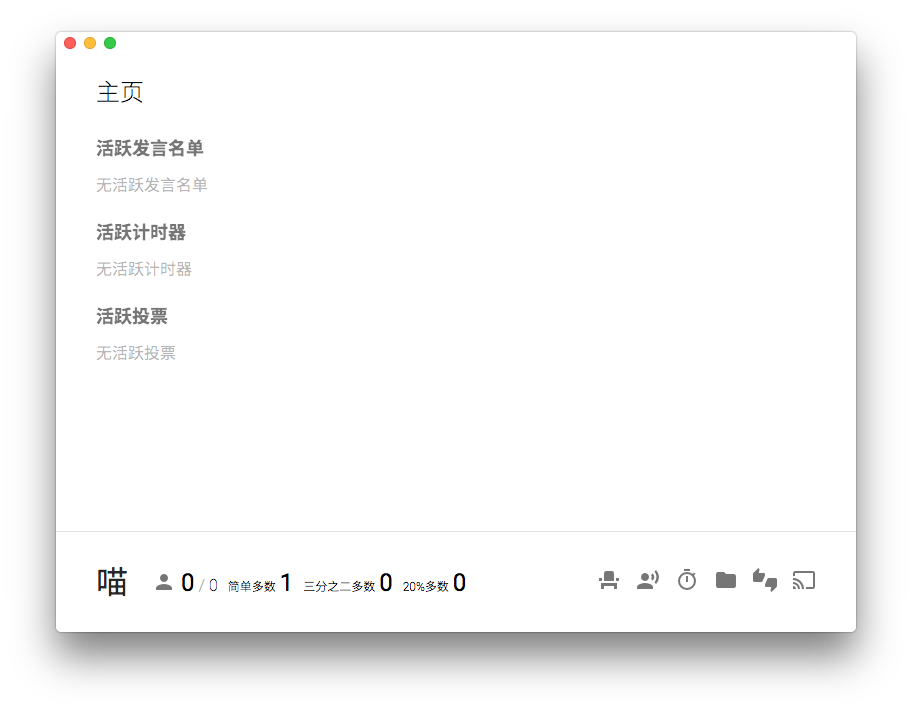 主页
活跃发言名单
无活跃发言名单
活跃计时器
无活跃计时器
活跃投票
无活跃投票
喵 0 / 0 简单多数 1 三分之二多数 0 20%多数 0